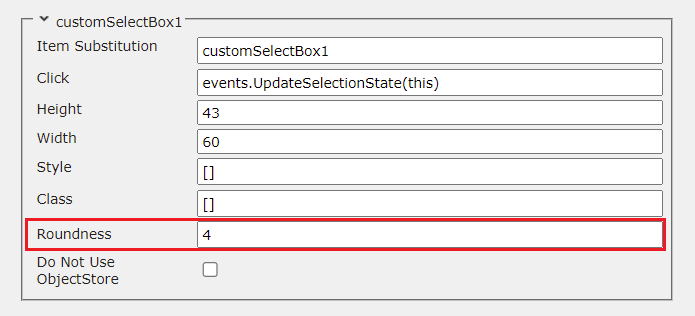 customSelectBox1
Item Substitution customSelectBox1
Click events.UpdateSelectionState(this)
Height 43
Width 60
Style []
Class []
Roundness 4
Do Not Use
ObjectStore